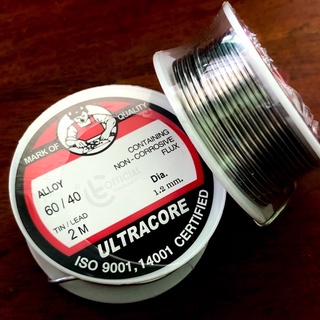 MARK OF QUALITY
ALLOY
60 / 40
TIN / LEAD
2 M
CONTAINING
NON-CORROSIVE
FLUX
Dia.
1.2 mm.
official
ULTRACORE
ISO 9001, 14001 CERTIFIED